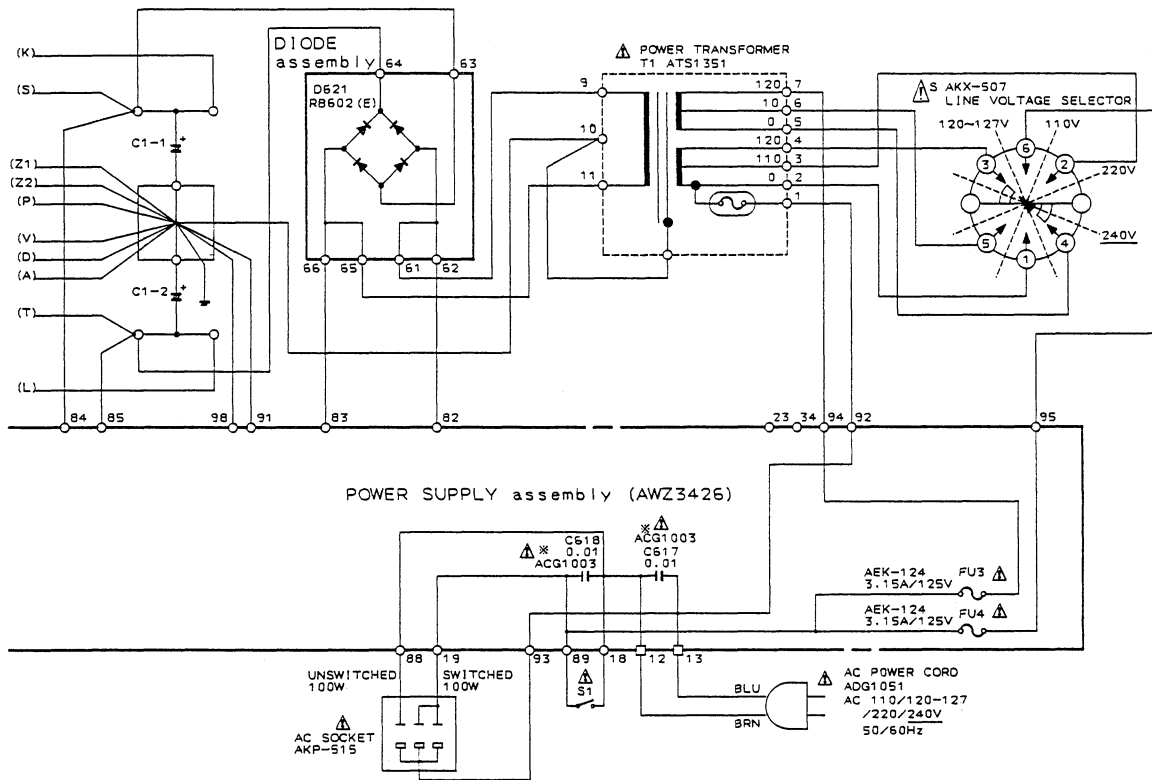 DIODE
assembly
64
63
D621
RB602(E)
66
65
61
62
(K)
(S)
C1-1
+
(Z1)
(Z2)
(P)
(V)
(D)
(A)
C1-2
+
(T)
(L)
POWER TRANSFORMER
T1 ATS1351
9
10
11
120 7
10 6
0 5
120 4
110 3
0 2
1
S AKX-507
LINE VOLTAGE SELECTOR
120~127V
110V
220V
240V
6
3
2
5
4
1
84
85
98
91
83
82
23
34
94
92
95
POWER SUPPLY assembly (AWZ3426)
※
C618
0.01
ACG1003
※
ACG1003
C617
0.01
AEK-124
3.15A/125V
FU3
AEK-124
3.15A/125V
FU4
88
19
93
89
18
12
13
UNSWITCHED
100W
SWITCHED
100W
S1
AC SOCKET
AKP-515
BLU
BRN
AC POWER CORD
ADG1051
AC 110/120-127
/220/240V
50/60Hz